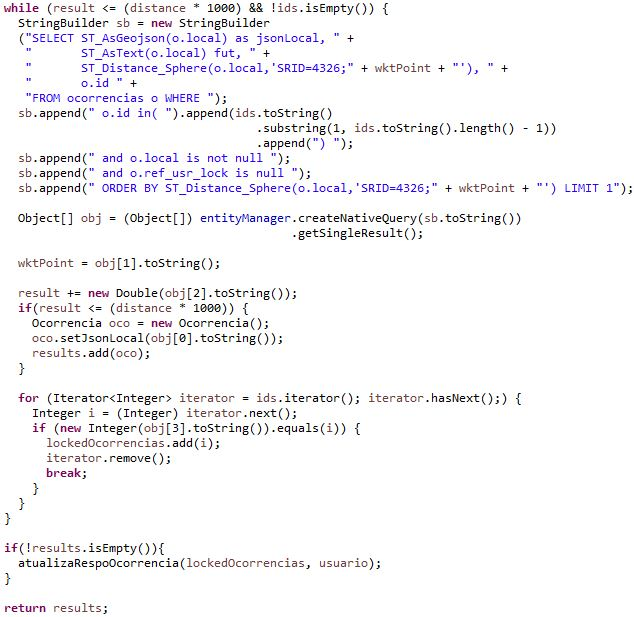 while (result <= (distance * 1000) && !ids.isEmpty()) {
  StringBuilder sb = new StringBuilder
  ("SELECT ST_AsGeojson(o.local) as jsonLocal, " +
   "       ST_AsText(o.local) fut, " +
   "       ST_Distance_Sphere(o.local,'SRID=4326;" + wktPoint + "'), " +
   "       o.id " +
   "FROM ocorrencias o WHERE ");
  sb.append(" o.id in( ").append(ids.toString()
                                   .substring(1, ids.toString().length() - 1))
                                   .append(") ");
  sb.append(" and o.local is not null ");
  sb.append(" and o.ref_usr_lock is null ");
  sb.append(" ORDER BY ST_Distance_Sphere(o.local,'SRID=4326;" + wktPoint + "') LIMIT 1");

  Object[] obj = (Object[]) entityManager.createNativeQuery(sb.toString())
                                        .getSingleResult();

  wktPoint = obj[1].toString();

  result += new Double(obj[2].toString());
  if(result <= (distance * 1000)) {
    Ocorrencia oco = new Ocorrencia();
    oco.setJsonLocal(obj[0].toString());
    results.add(oco);
  }

  for (Iterator<Integer> iterator = ids.iterator(); iterator.hasNext();) {
    Integer i = (Integer) iterator.next();
    if (new Integer(obj[3].toString()).equals(i)) {
      lockedOcorrencias.add(i);
      iterator.remove();
      break;
    }
  }
}

if(!results.isEmpty()){
  atualizaRespoOcorrencia(lockedOcorrencias, usuario);
}

return results;